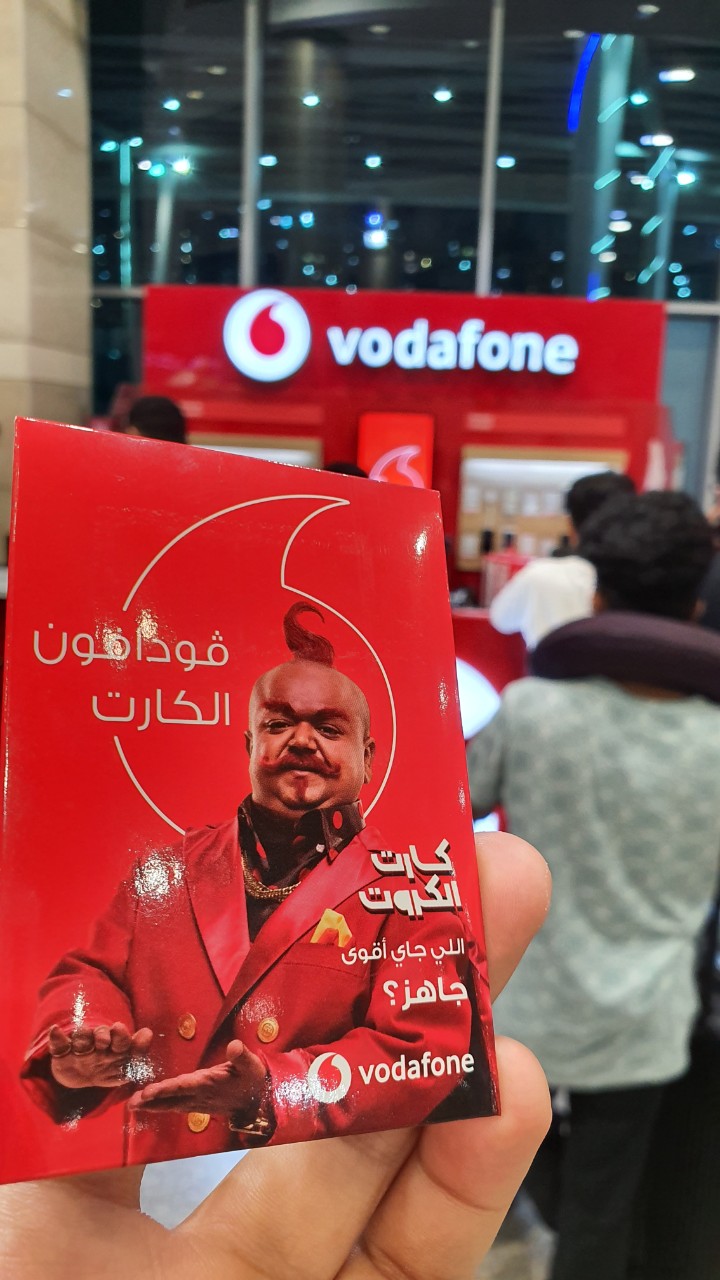 vodafone
ڤودافون
الكارت
كارت
الكروت
اللي جاي أقوى
جاهز؟
vodafone